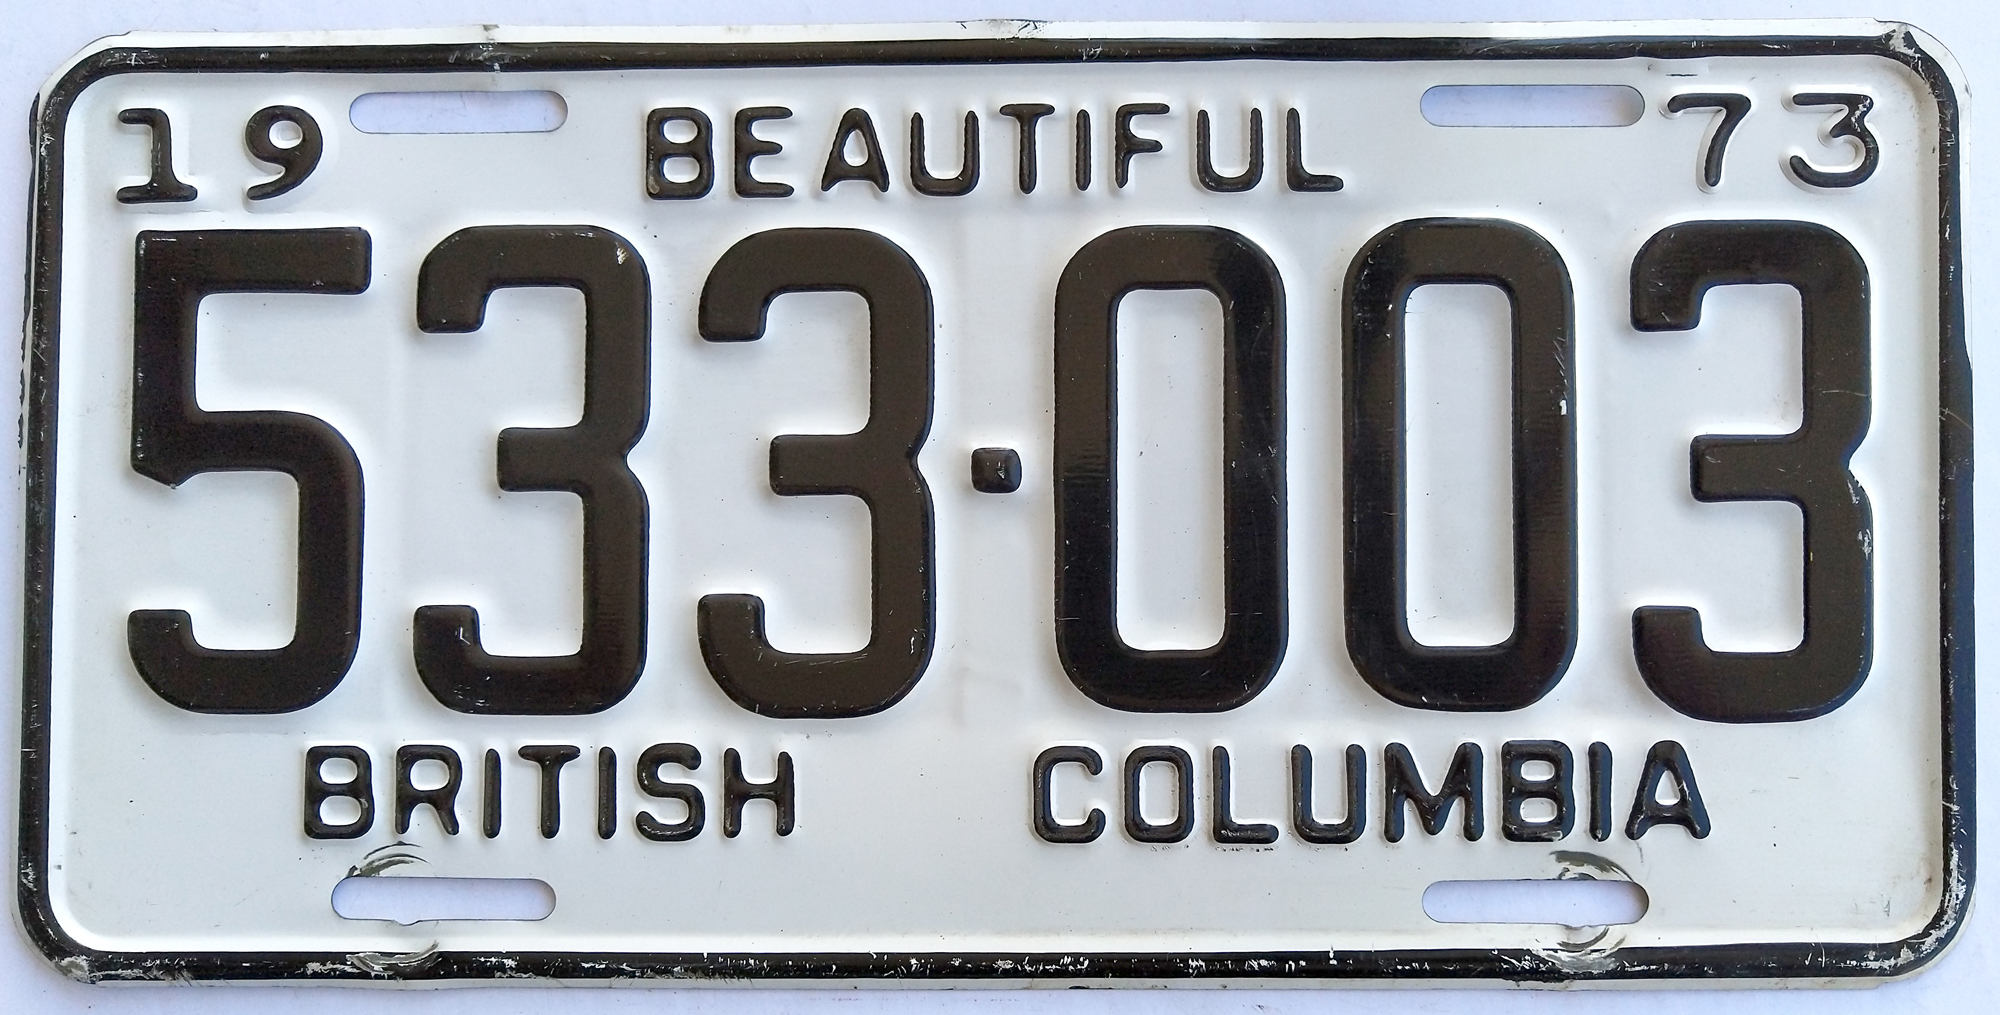 19 BEAUTIFUL 73
533·003
BRITISH COLUMBIA